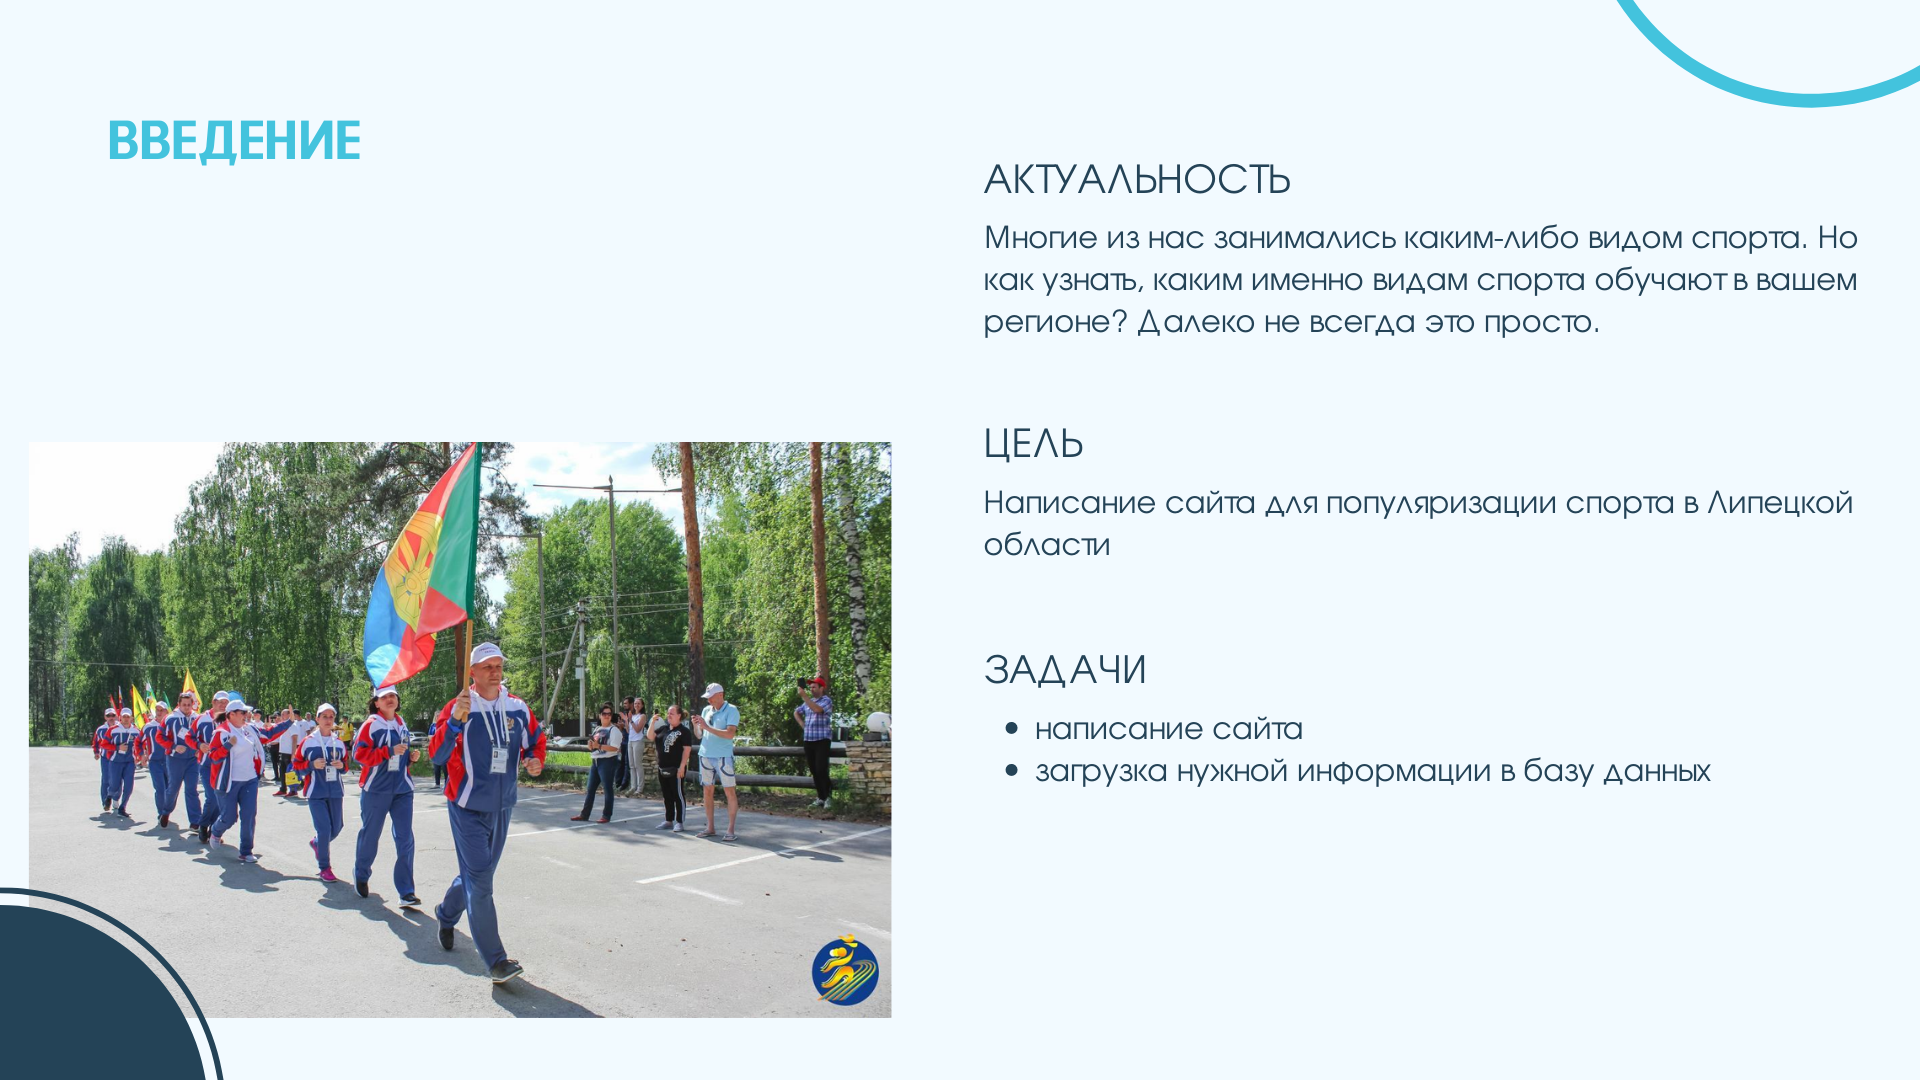 ВВЕДЕНИЕ
АКТУАЛЬНОСТЬ
Многие из нас занимались каким-либо видом спорта. Но
как узнать, каким именно видам спорта обучают в вашем
регионе? Далеко не всегда это просто.
ЦЕЛЬ
Написание сайта для популяризации спорта в Липецкой
области
ЗАДАЧИ
• написание сайта
• загрузка нужной информации в базу данных